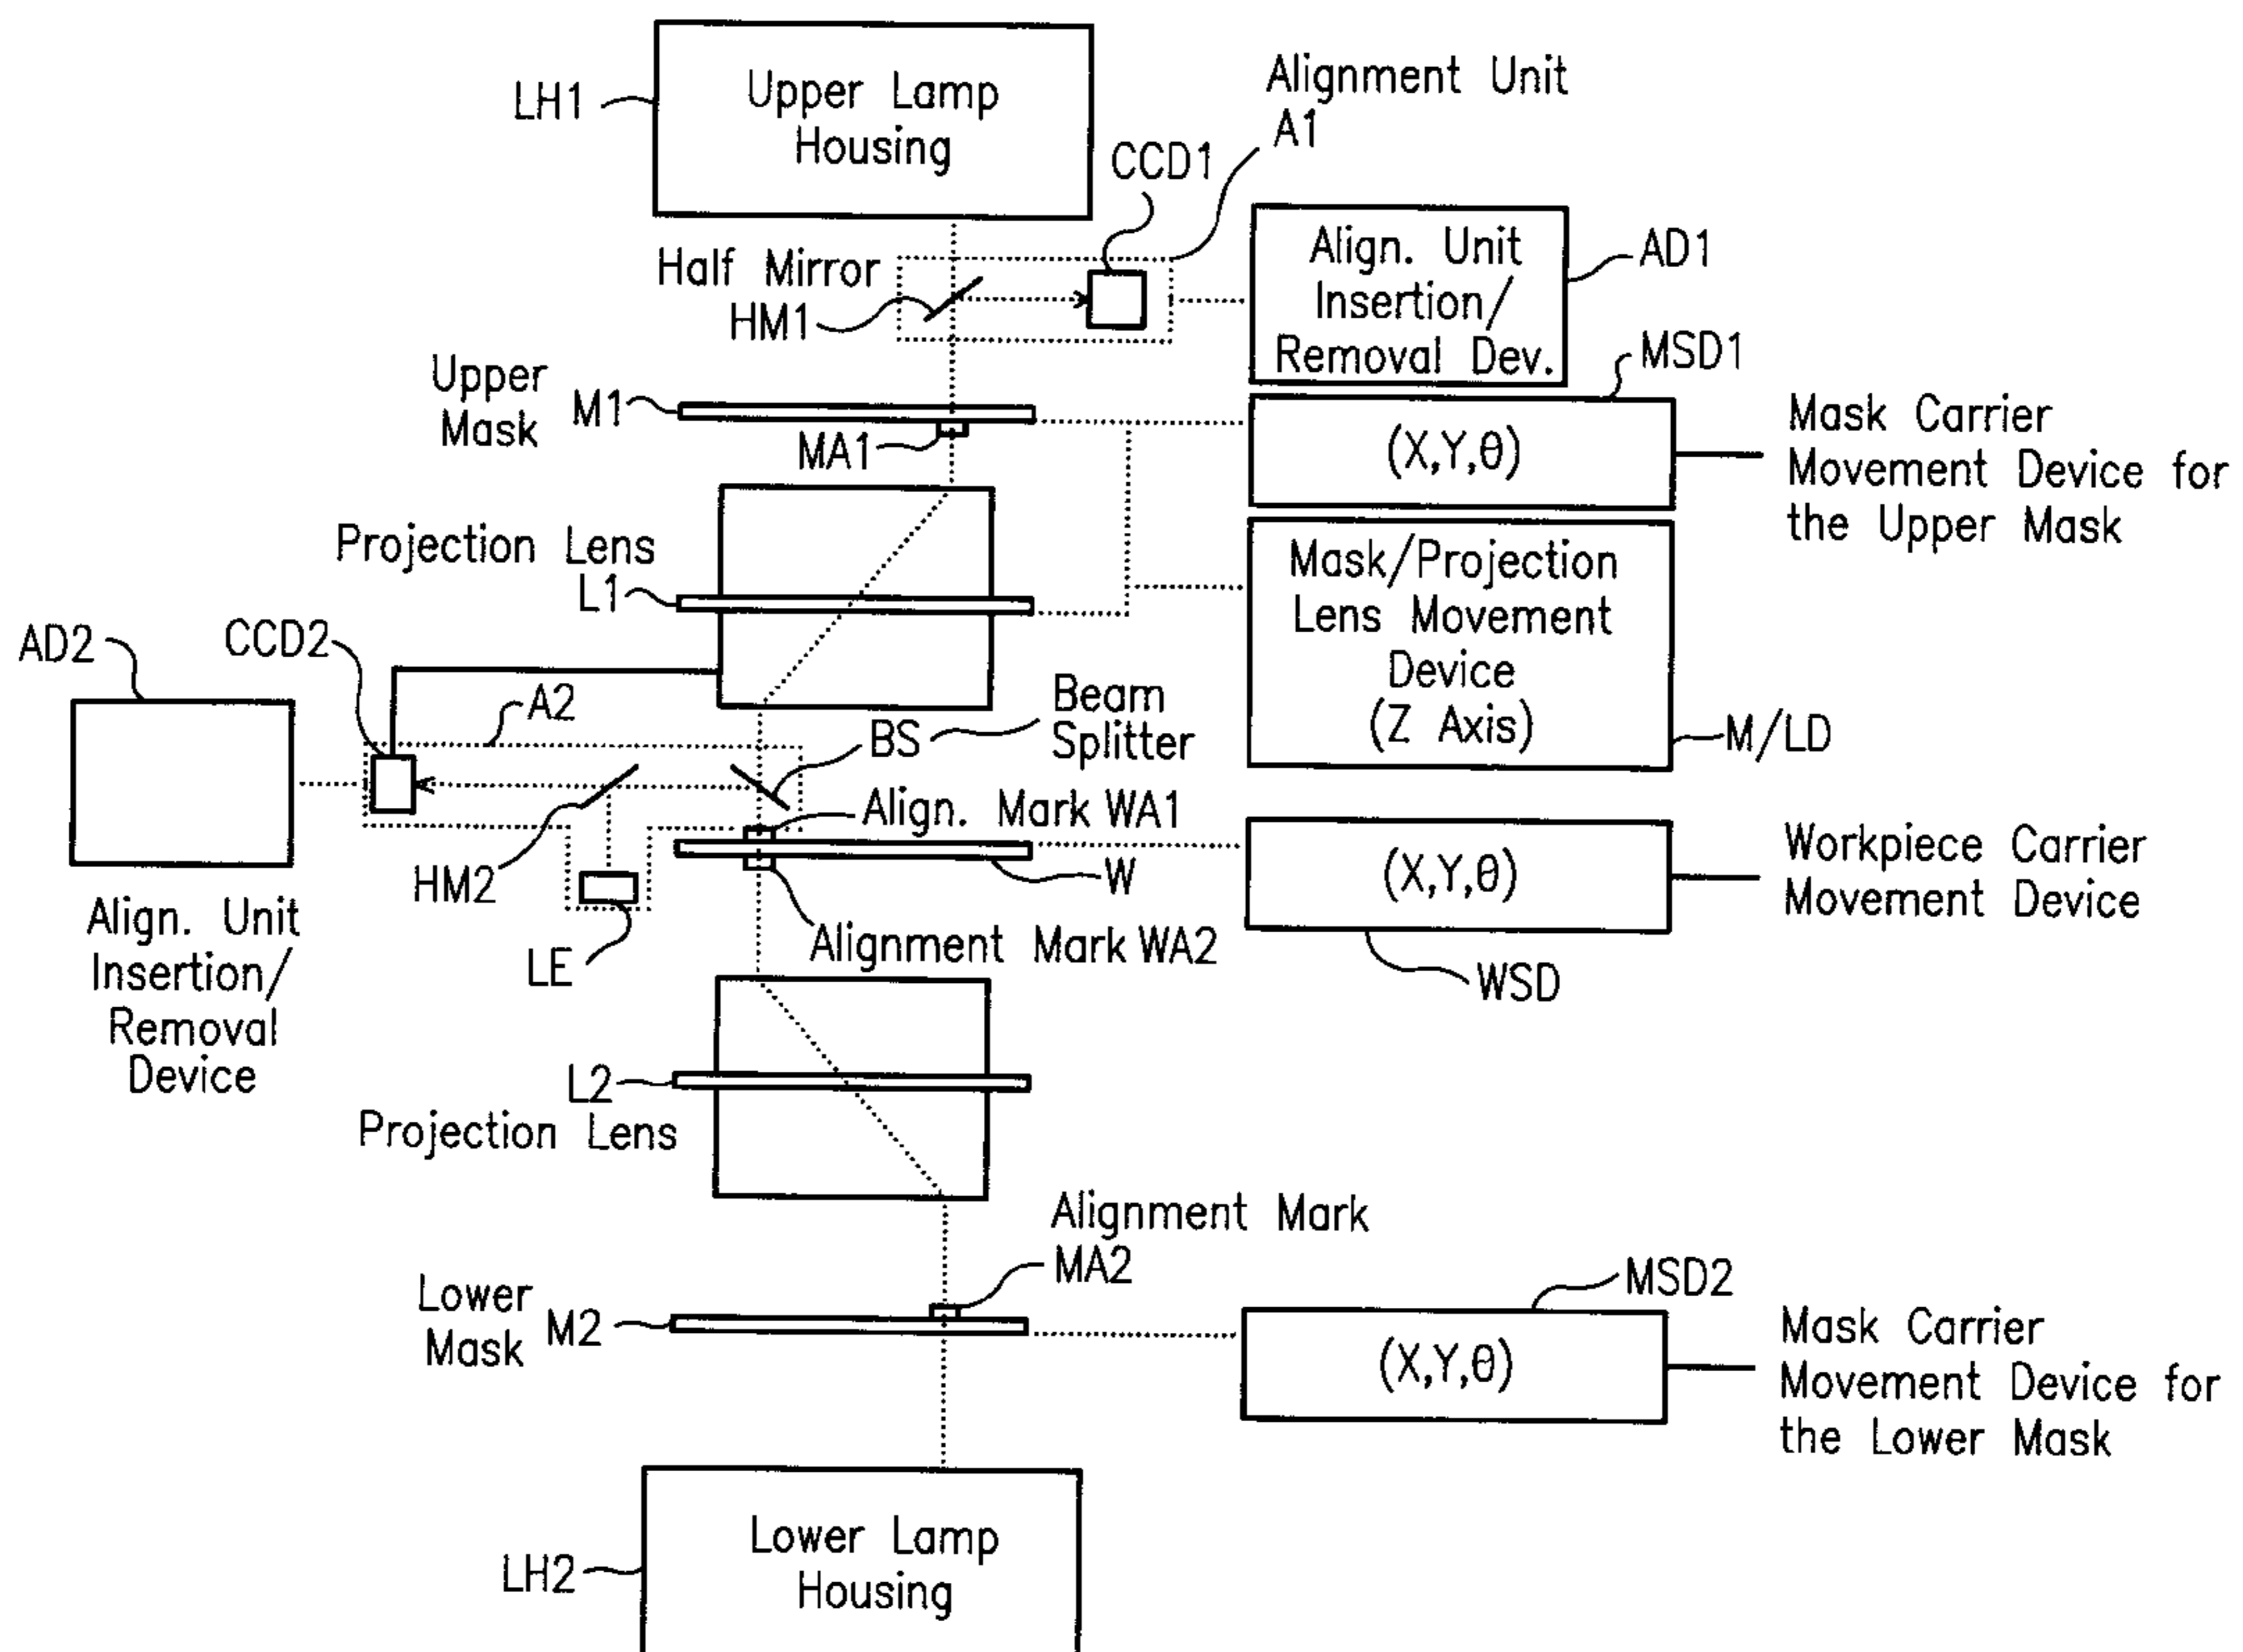 LH1
Upper Lamp
Housing
Alignment Unit
A1
CCD1
Half Mirror
HM1
Align. Unit
Insertion/
Removal Dev.
AD1
Upper
Mask
M1
MA1
MSD1
(X,Y,θ)
Mask Carrier
Movement Device for
the Upper Mask
Projection Lens
L1
Mask/Projection
Lens Movement
Device
(Z Axis)
M/LD
AD2
CCD2
A2
BS
Beam
Splitter
Align. Mark WA1
W
HM2
LE
Alignment Mark WA2
Align. Unit
Insertion/
Removal
Device
(X,Y,θ)
WSD
Workpiece Carrier
Movement Device
L2
Projection Lens
Alignment Mark
MA2
Lower
Mask
M2
MSD2
(X,Y,θ)
Mask Carrier
Movement Device for
the Lower Mask
LH2
Lower Lamp
Housing